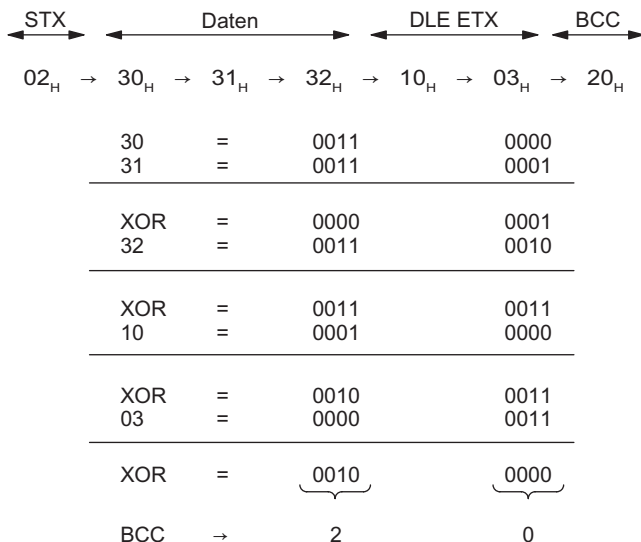 STX Daten DLE ETX BCC
02H → 30H → 31H → 32H → 10H → 03H → 20H
30 = 0011 0000
31 = 0011 0001
XOR = 0000 0001
32 = 0011 0010
XOR = 0011 0011
10 = 0001 0000
XOR = 0010 0011
03 = 0000 0011
XOR = 0010 0000
BCC → 2 0